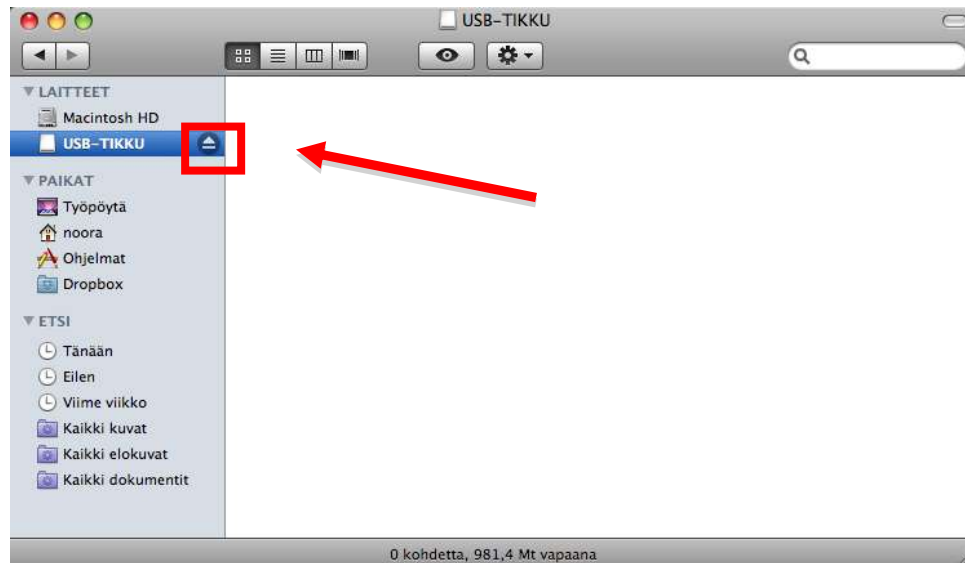 USB-TIKKU
LAITTEET
Macintosh HD
USB-TIKKU
PAIKAT
Työpöytä
noora
Ohjelmat
Dropbox
ETSI
Tänään
Eilen
Viime viikko
Kaikki kuvat
Kaikki elokuvat
Kaikki dokumentit
0 kohdetta, 981,4 Mt vapaana